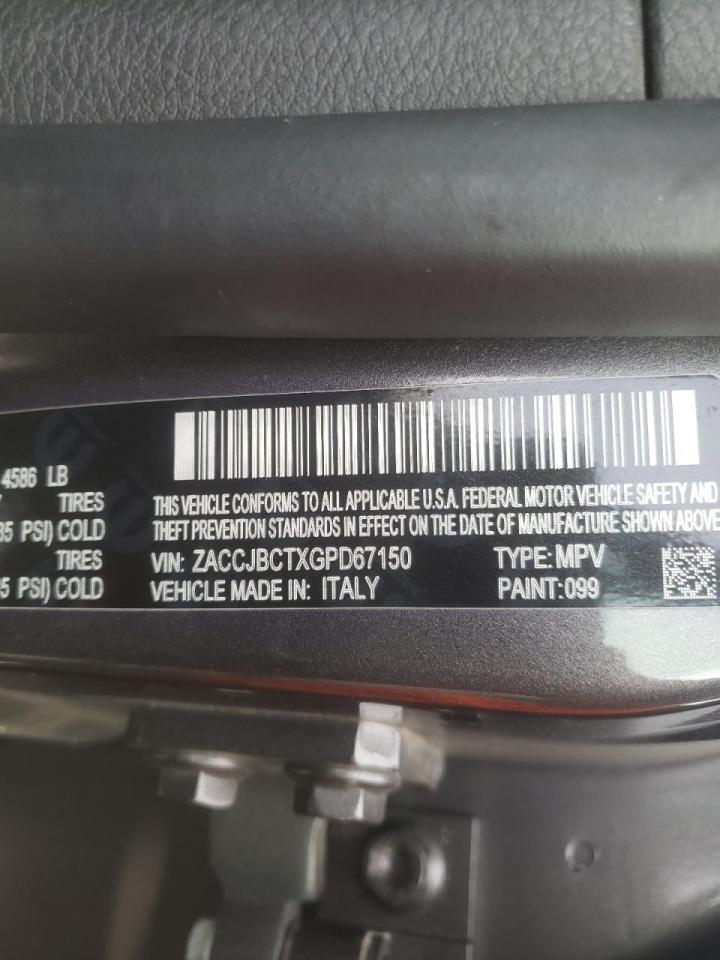 4586 LB
TIRES
THIS VEHICLE CONFORMS TO ALL APPLICABLE U.S.A. FEDERAL MOTOR VEHICLE SAFETY AND
PSI) COLD
THEFT PREVENTION STANDARDS IN EFFECT ON THE DATE OF MANUFACTURE SHOWN ABOVE
TIRES
VIN: ZACCJBCTXGPD67150 TYPE: MPV
PSI) COLD
VEHICLE MADE IN: ITALY PAINT: 099